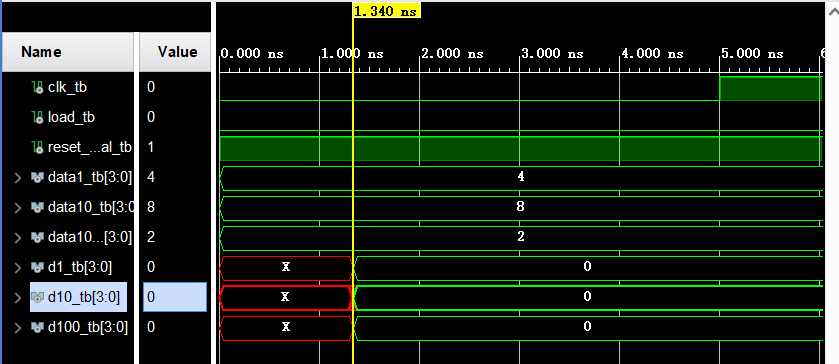 1.340 ns
Name Value
0.000 ns 1.000 ns 2.000 ns 3.000 ns 4.000 ns 5.000 ns 6
clk_tb 0
load_tb 0
reset_...al_tb 1
data1_tb[3:0] 4 4
data10_tb[3:0 8 8
data10...[3:0] 2 2
d1_tb[3:0] 0 X 0
d10_tb[3:0] 0 X 0
d100_tb[3:0] 0 X 0